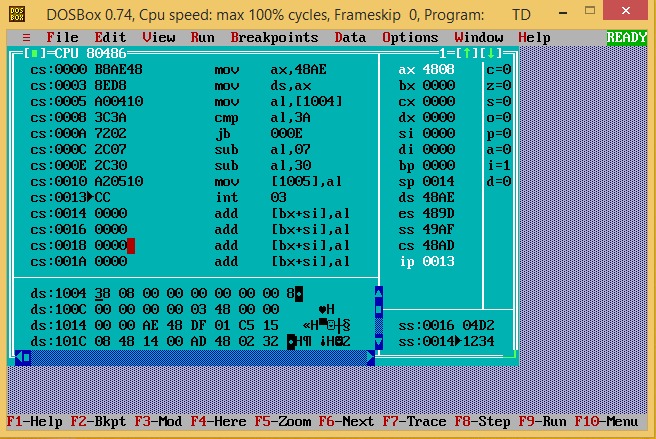 DOSBox 0.74, Cpu speed: max 100% cycles, Frameskip 0, Program: TD
≡ File Edit View Run Breakpoints Data Options Window Help READY
[■]=CPU 80486 1=[↑][↓]
cs:0000 B8AE48 mov ax,48AE ax 4808 c=0
cs:0003 8ED8 mov ds,ax bx 0000 z=0
cs:0005 A00410 mov al,[1004] cx 0000 s=0
cs:0008 3C3A cmp al,3A dx 0000 o=0
cs:000A 7202 jb 000E si 0000 p=0
cs:000C 2C07 sub al,07 di 0000 a=0
cs:000E 2C30 sub al,30 bp 0000 i=1
cs:0010 A20510 mov [1005],al sp 0014 d=0
cs:0013►CC int 03 ds 48AE
cs:0014 0000 add [bx+si],al es 489D
cs:0016 0000 add [bx+si],al ss 49AF
cs:0018 0000 add [bx+si],al cs 48AD
cs:001A 0000 add [bx+si],al ip 0013
ds:1004 38 08 00 00 00 00 00 00 8◘
ds:100C 00 00 00 00 03 48 00 00 ♥H
ds:1014 00 00 AE 48 DF 01 C5 15 «H▀☺┼§ ss:0016 04D2
ds:101C 08 48 14 00 AD 48 02 32 ◘H¶ ¡H☻2 ss:0014►1234
F1-Help F2-Bkpt F3-Mod F4-Here F5-Zoom F6-Next F7-Trace F8-Step F9-Run F10-Menu